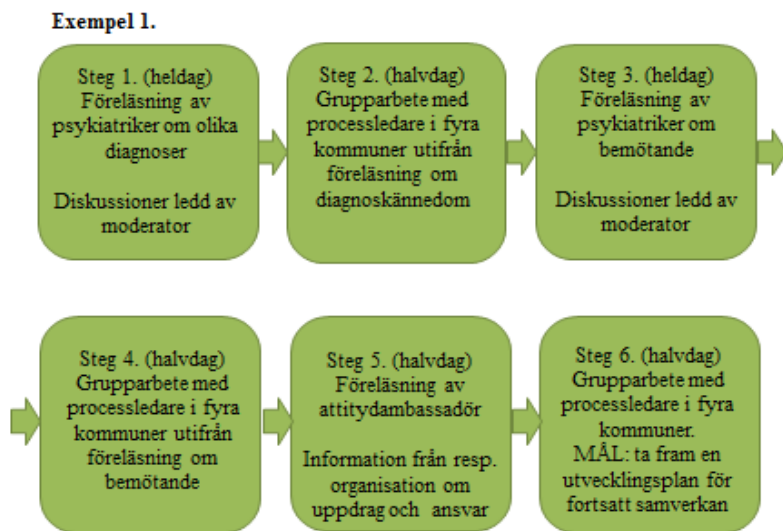 Exempel 1.
Steg 1. (heldag)
Föreläsning av
psykiatriker om olika
diagnoser
Diskussioner ledd av
moderator
Steg 2. (halvdag)
Grupparbete med
processledare i fyra
kommuner utifrån
föreläsning om
diagnoskännedom
Steg 3. (heldag)
Föreläsning av
psykiatriker om
bemötande
Diskussioner ledd av
moderator
Steg 4. (halvdag)
Grupparbete med
processledare i fyra
kommuner utifrån
föreläsning om
bemötande
Steg 5. (halvdag)
Föreläsning av
attitydambassadör
Information från resp.
organisation om
uppdrag och ansvar
Steg 6. (halvdag)
Grupparbete med
processledare i fyra
kommuner.
MÅL: ta fram en
utvecklingsplan för
fortsatt samverkan